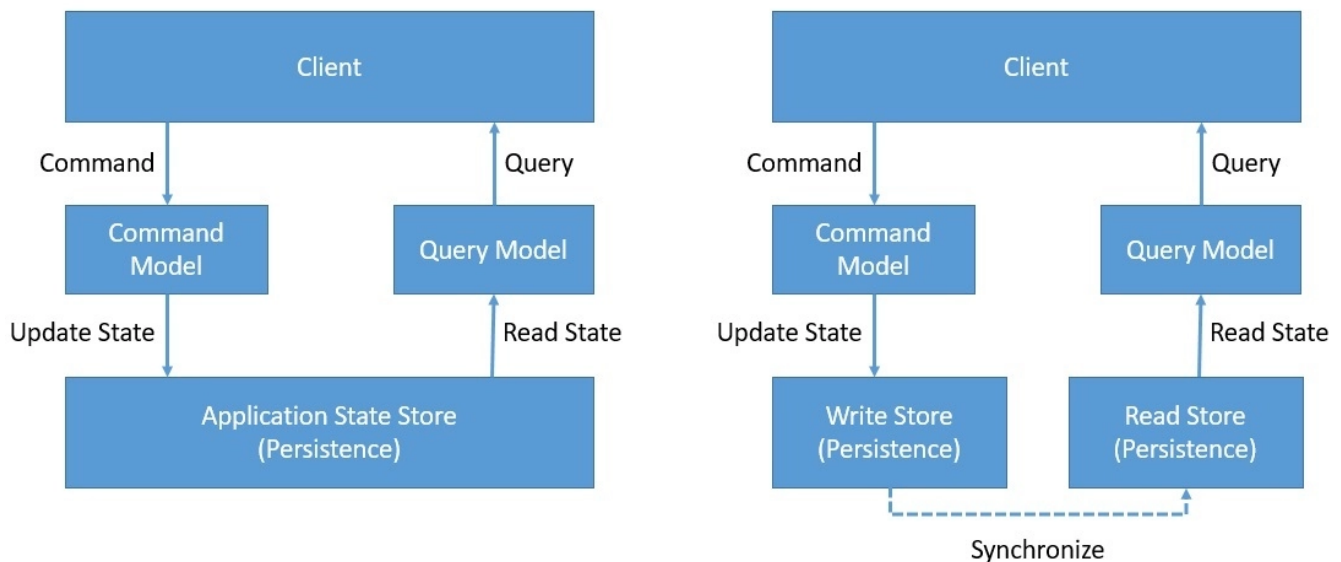 Client
Command
Query
Command
Model
Query Model
Update State
Read State
Application State Store
(Persistence)
Client
Command
Query
Command
Model
Query Model
Update State
Read State
Write Store
(Persistence)
Read Store
(Persistence)
Synchronize